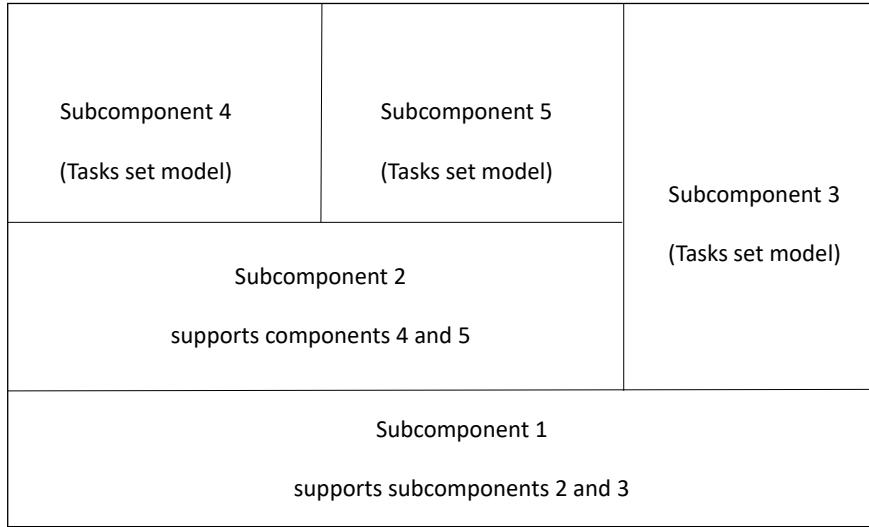 Subcomponent 4
(Tasks set model)
Subcomponent 5
(Tasks set model)
Subcomponent 3
(Tasks set model)
Subcomponent 2
supports components 4 and 5
Subcomponent 1
supports subcomponents 2 and 3